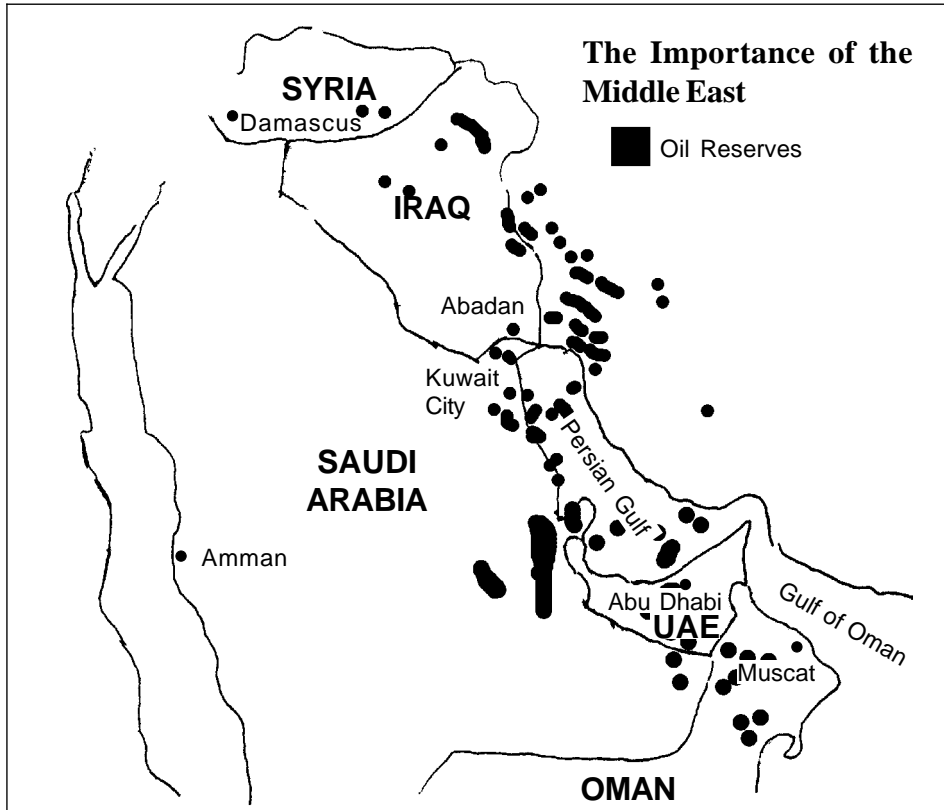 The Importance of the
Middle East
Oil Reserves
SYRIA
Damascus
IRAQ
Abadan
Kuwait
City
Persian Gulf
SAUDI
ARABIA
Amman
Abu Dhabi
UAE
Gulf of Oman
Muscat
OMAN